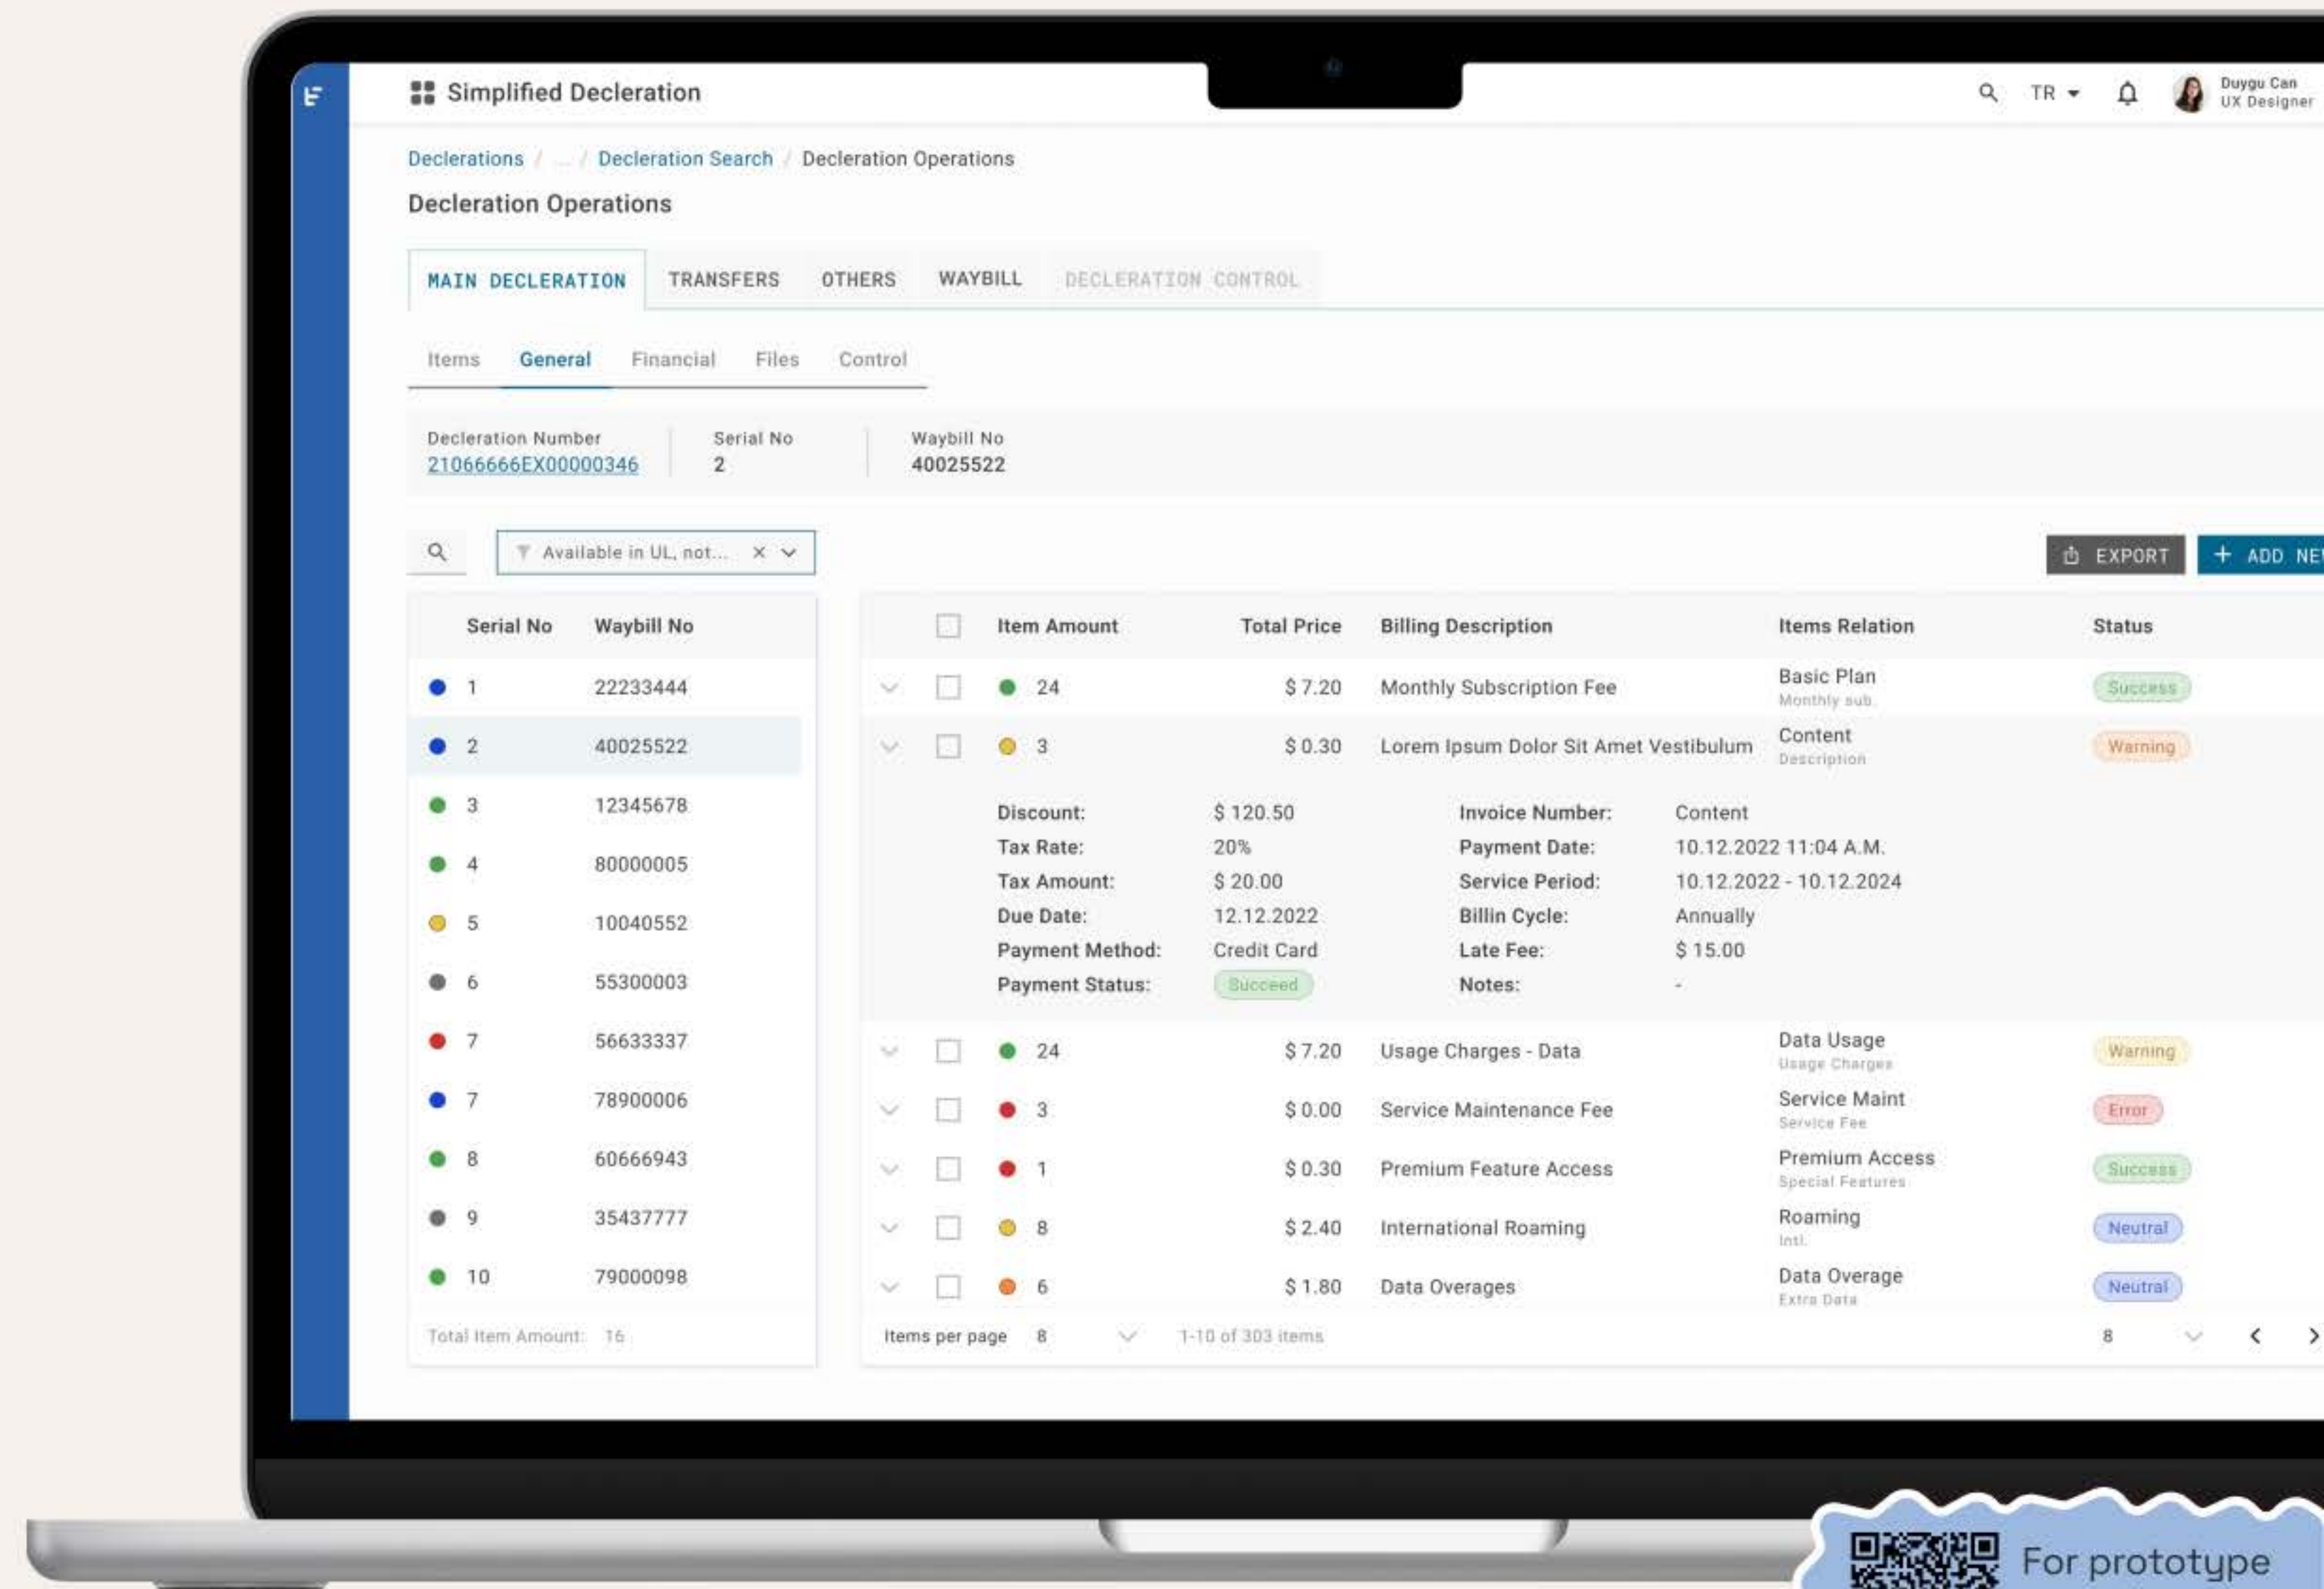 Simplified Decleration
TR
Duygu Can
UX Designer
Declerations / ... / Decleration Search / Decleration Operations
Decleration Operations
MAIN DECLERATION TRANSFERS OTHERS WAYBILL DECLERATION CONTROL
Items General Financial Files Control
Decleration Number Serial No Waybill No
21066666EX00000346 2 40025522
Available in UL, not...
EXPORT + ADD NE
Serial No Waybill No
1 22233444
2 40025522
3 12345678
4 80000005
5 10040552
6 55300003
7 56633337
7 78900006
8 60666943
9 35437777
10 79000098
Total Item Amount: 16
Item Amount Total Price Billing Description Items Relation Status
24 $ 7.20 Monthly Subscription Fee Basic Plan Success
Monthly sub.
3 $ 0.30 Lorem Ipsum Dolor Sit Amet Vestibulum Content Warning
Description
Discount: $ 120.50 Invoice Number: Content
Tax Rate: 20% Payment Date: 10.12.2022 11:04 A.M.
Tax Amount: $ 20.00 Service Period: 10.12.2022 - 10.12.2024
Due Date: 12.12.2022 Billin Cycle: Annually
Payment Method: Credit Card Late Fee: $ 15.00
Payment Status: Succeed Notes: -
24 $ 7.20 Usage Charges - Data Data Usage Warning
Usage Charges
3 $ 0.00 Service Maintenance Fee Service Maint Error
Service Fee
1 $ 0.30 Premium Feature Access Premium Access Success
Special Features
8 $ 2.40 International Roaming Roaming Neutral
Intl.
6 $ 1.80 Data Overages Data Overage Neutral
Extra Data
Items per page 8 1-10 of 303 items 8
For prototype